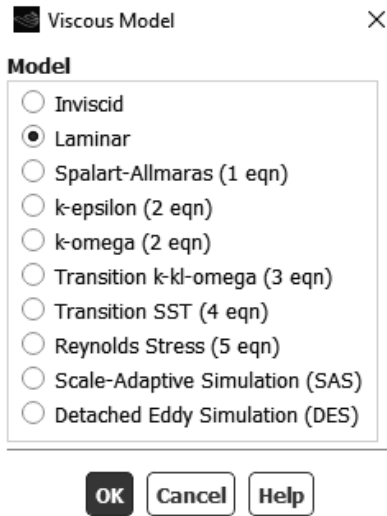 Viscous Model
Model
Inviscid
Laminar
Spalart-Allmaras (1 eqn)
k-epsilon (2 eqn)
k-omega (2 eqn)
Transition k-kl-omega (3 eqn)
Transition SST (4 eqn)
Reynolds Stress (5 eqn)
Scale-Adaptive Simulation (SAS)
Detached Eddy Simulation (DES)
OK Cancel Help